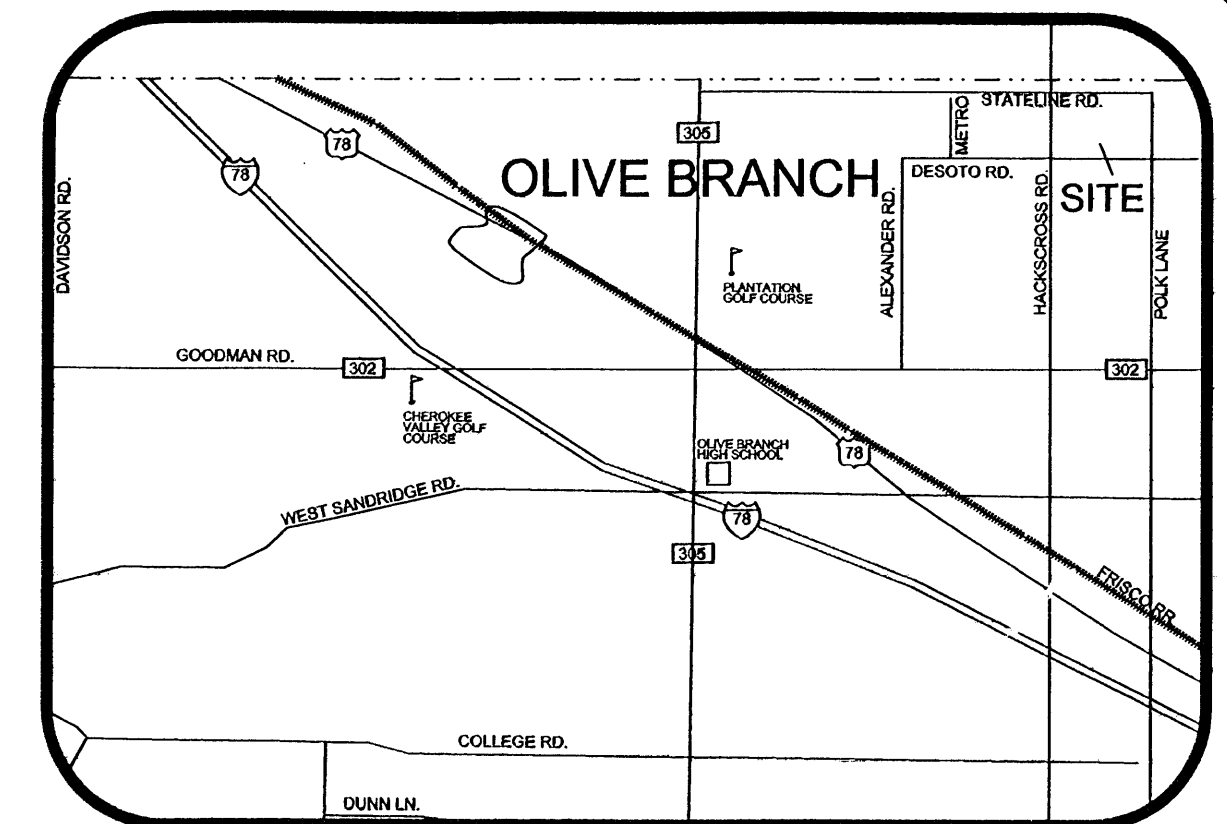 STATELINE RD.
METRO
305
78
78
OLIVE BRANCH
DESOTO RD.
SITE
DAVIDSON RD.
ALEXANDER RD.
HACKSCROSS RD.
POLK LANE
PLANTATION
GOLF COURSE
GOODMAN RD.
302
302
CHEROKEE
VALLEY GOLF
COURSE
OLIVE BRANCH
HIGH SCHOOL
78
WEST SANDRIDGE RD.
78
305
FRISCO RR
COLLEGE RD.
DUNN LN.